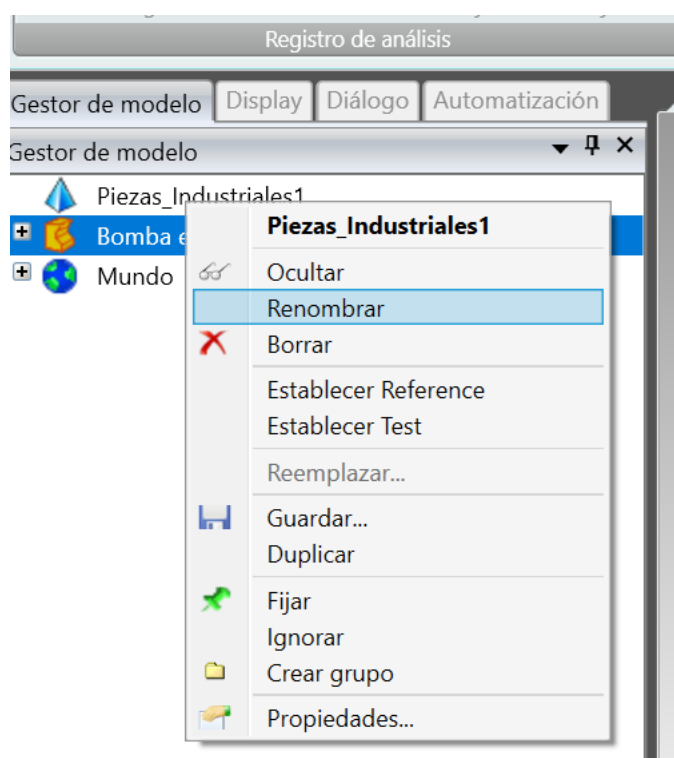 Registro de análisis
Gestor de modelo Display Diálogo Automatización
Gestor de modelo
Piezas_Industriales1
Bomba
Mundo
Piezas_Industriales1
Ocultar
Renombrar
Borrar
Establecer Reference
Establecer Test
Reemplazar...
Guardar...
Duplicar
Fijar
Ignorar
Crear grupo
Propiedades...